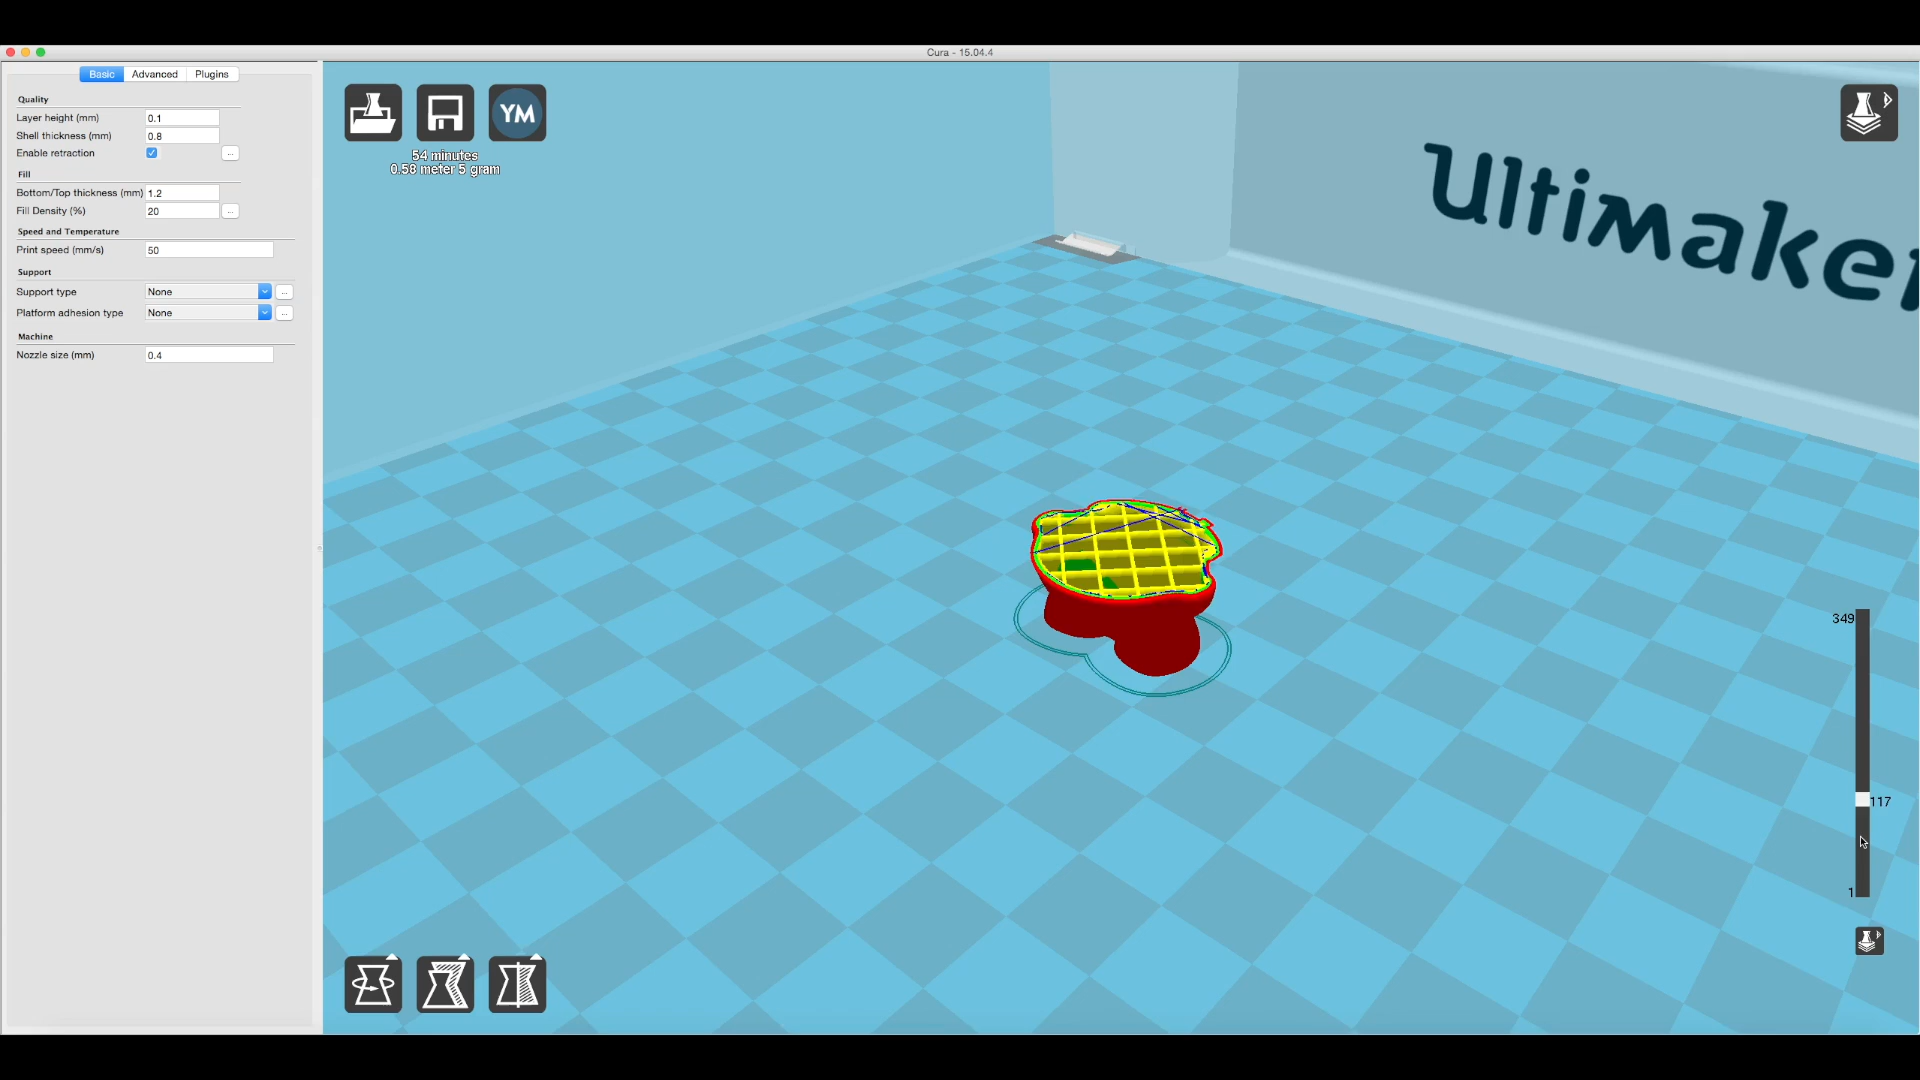 Cura - 15.04.4
Basic Advanced Plugins
Quality
Layer height (mm) 0.1
Shell thickness (mm) 0.8
Enable retraction ...
Fill
Bottom/Top thickness (mm) 1.2
Fill Density (%) 20 ...
Speed and Temperature
Print speed (mm/s) 50
Support
Support type None ...
Platform adhesion type None ...
Machine
Nozzle size (mm) 0.4
YM
54 minutes
0.58 meter 5 gram
Ultimaker
349
117
1